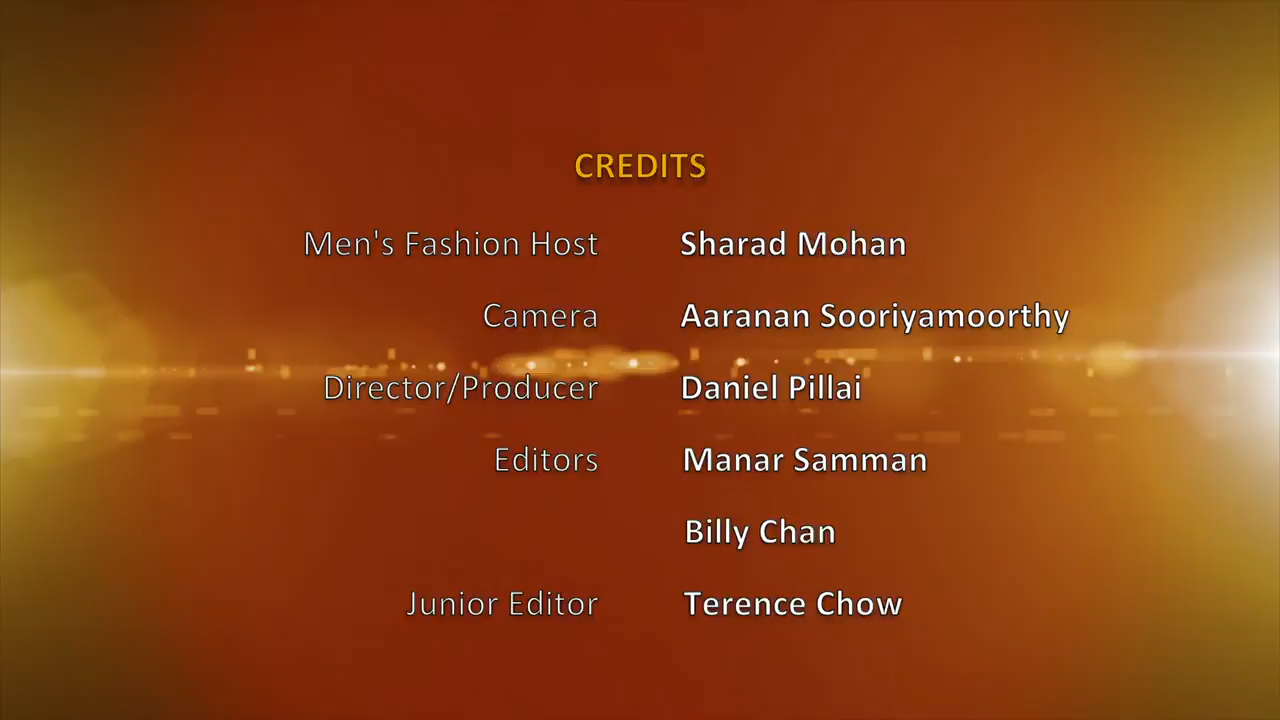 CREDITS
Men's Fashion Host Sharad Mohan
Camera Aaranan Sooriyamoorthy
Director/Producer Daniel Pillai
Editors Manar Samman
Billy Chan
Junior Editor Terence Chow